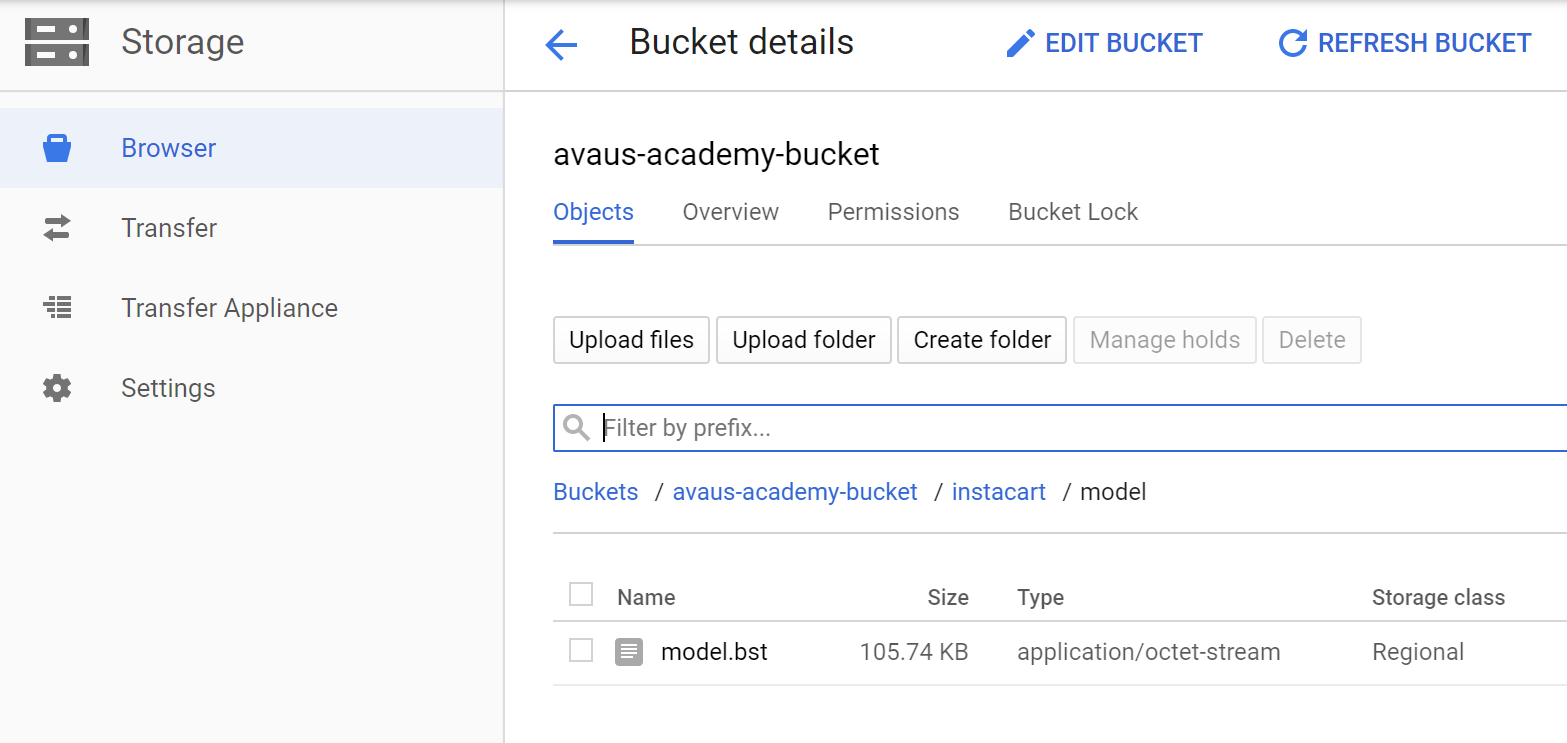 Storage
Bucket details
EDIT BUCKET
REFRESH BUCKET
Browser
Transfer
Transfer Appliance
Settings
avaus-academy-bucket
Objects Overview Permissions Bucket Lock
Upload files Upload folder Create folder Manage holds Delete
Filter by prefix...
Buckets / avaus-academy-bucket / instacart / model
Name Size Type Storage class
model.bst 105.74 KB application/octet-stream Regional